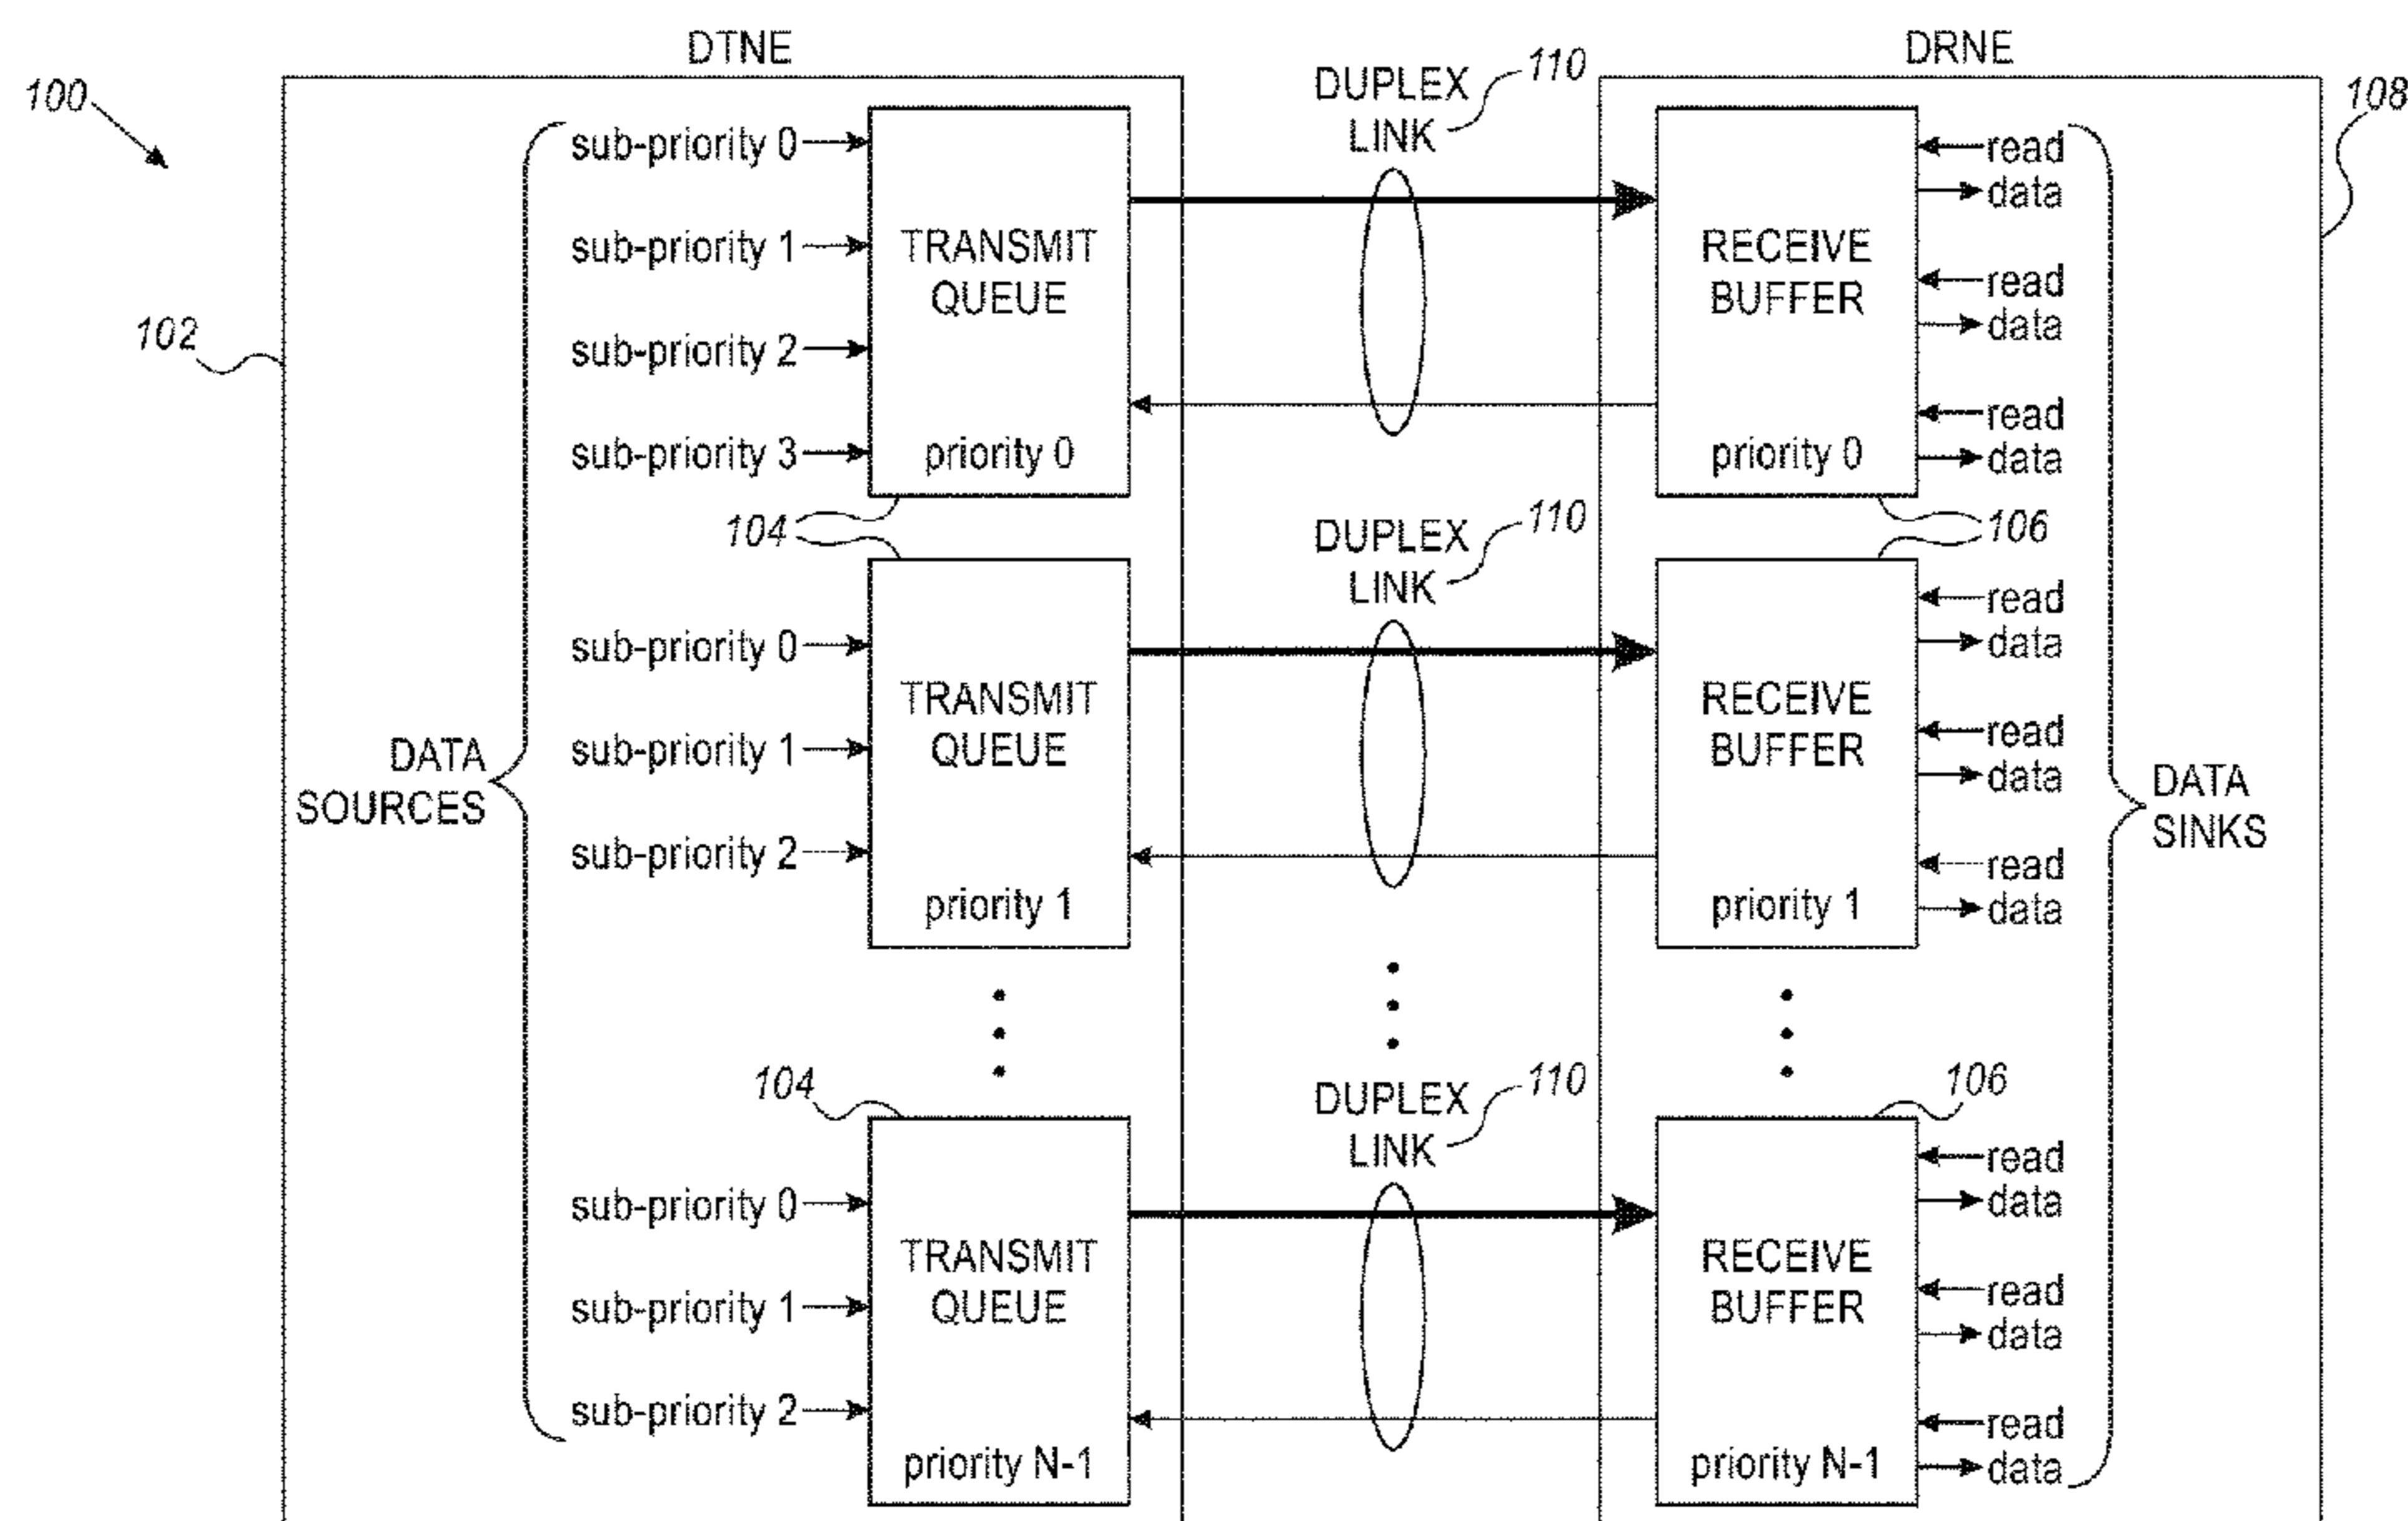 DTNE
DRNE
100
102
108
DATA
SOURCES
sub-priority 0
sub-priority 1
sub-priority 2
sub-priority 3
TRANSMIT
QUEUE
priority 0
104
DUPLEX
LINK
110
RECEIVE
BUFFER
priority 0
106
read
data
read
data
read
data
sub-priority 0
sub-priority 1
sub-priority 2
TRANSMIT
QUEUE
priority 1
DUPLEX
LINK
110
RECEIVE
BUFFER
priority 1
read
data
read
data
read
data
DATA
SINKS
104
sub-priority 0
sub-priority 1
sub-priority 2
TRANSMIT
QUEUE
priority N-1
DUPLEX
LINK
110
106
RECEIVE
BUFFER
priority N-1
read
data
read
data
read
data